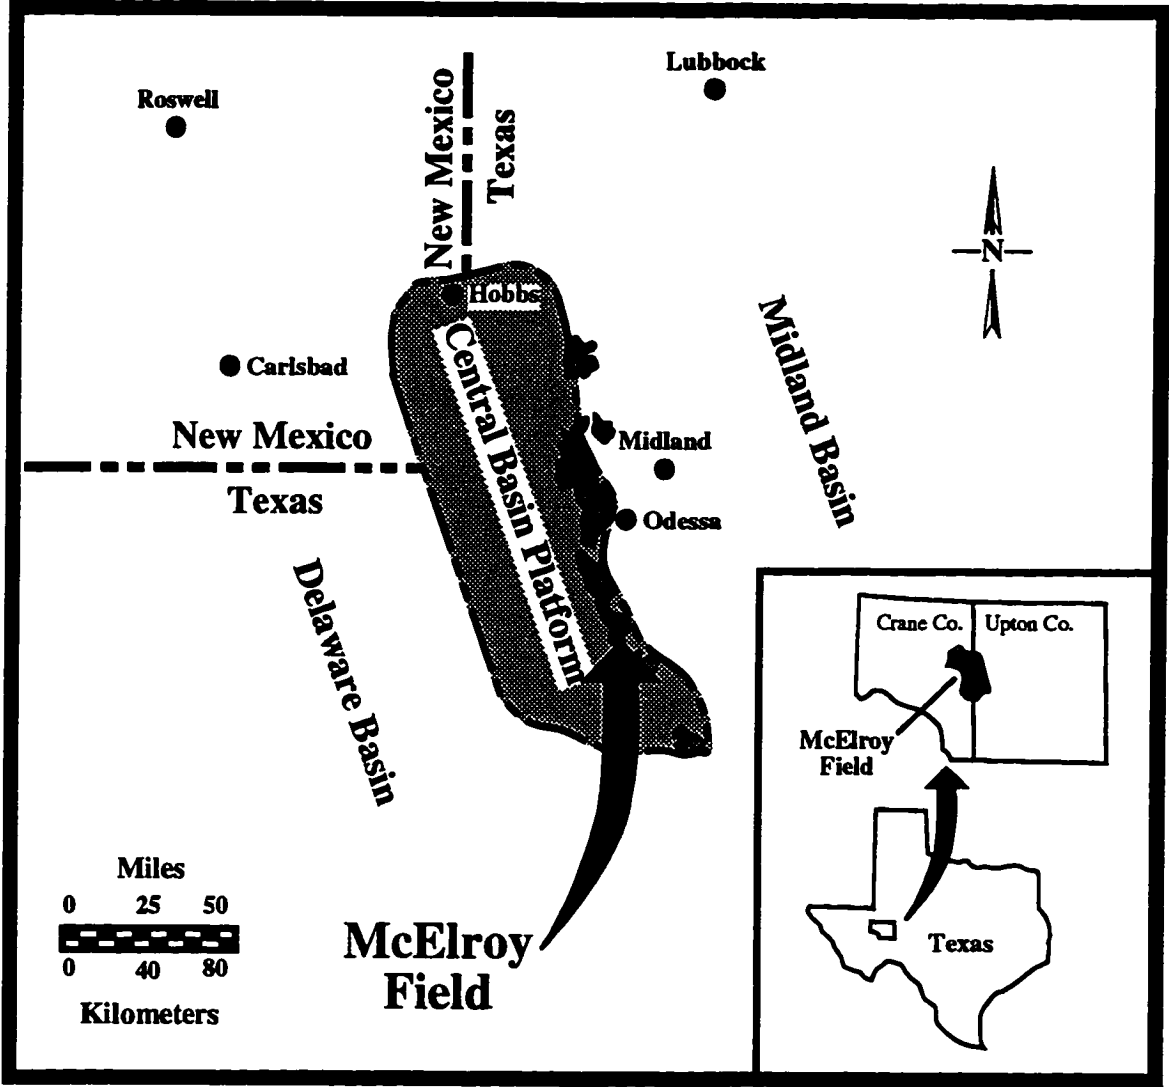 Lubbock
Roswell
New Mexico
Texas
N
Hobbs
Midland Basin
Carlsbad
Central Basin Platform
New Mexico
Texas
Midland
Odessa
Delaware Basin
Crane Co.
Upton Co.
McElroy
Field
Miles
0 25 50
0 40 80
Kilometers
McElroy
Field
Texas